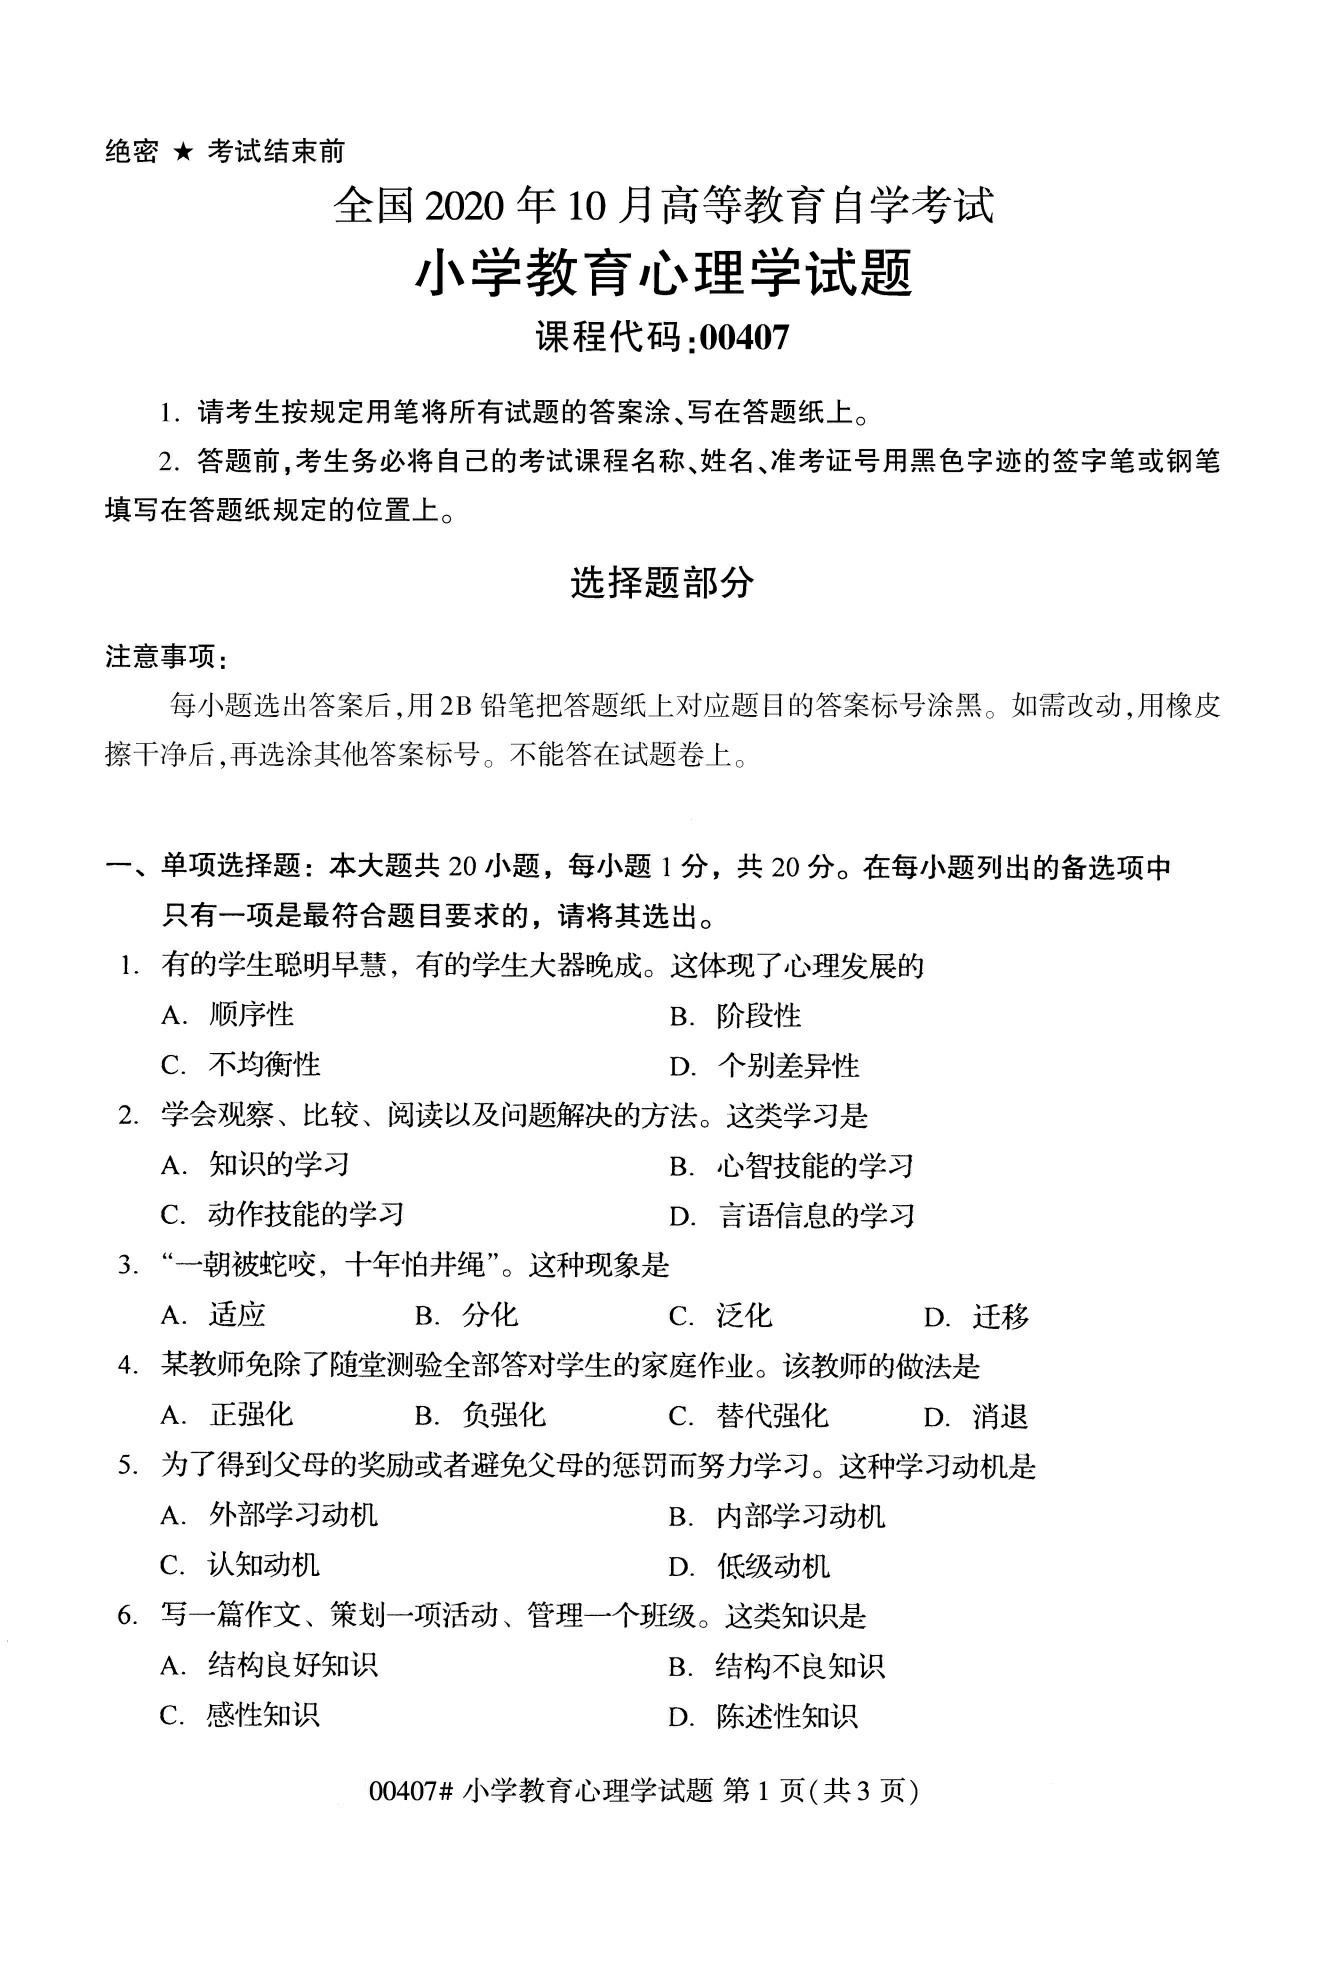 绝密 ★ 考试结束前
全国 2020 年 10 月高等教育自学考试
小学教育心理学试题
课程代码:00407
1. 请考生按规定用笔将所有试题的答案涂、写在答题纸上。
2. 答题前,考生务必将自己的考试课程名称、姓名、准考证号用黑色字迹的签字笔或钢笔
填写在答题纸规定的位置上。
选择题部分
注意事项:
每小题选出答案后,用 2B 铅笔把答题纸上对应题目的答案标号涂黑。如需改动,用橡皮
擦干净后,再选涂其他答案标号。不能答在试题卷上。
一、单项选择题：本大题共 20 小题，每小题 1 分，共 20 分。在每小题列出的备选项中
只有一项是最符合题目要求的，请将其选出。
1. 有的学生聪明早慧，有的学生大器晚成。这体现了心理发展的
A. 顺序性 B. 阶段性
C. 不均衡性 D. 个别差异性
2. 学会观察、比较、阅读以及问题解决的方法。这类学习是
A. 知识的学习 B. 心智技能的学习
C. 动作技能的学习 D. 言语信息的学习
3. “一朝被蛇咬，十年怕井绳”。这种现象是
A. 适应 B. 分化 C. 泛化 D. 迁移
4. 某教师免除了随堂测验全部答对学生的家庭作业。该教师的做法是
A. 正强化 B. 负强化 C. 替代强化 D. 消退
5. 为了得到父母的奖励或者避免父母的惩罚而努力学习。这种学习动机是
A. 外部学习动机 B. 内部学习动机
C. 认知动机 D. 低级动机
6. 写一篇作文、策划一项活动、管理一个班级。这类知识是
A. 结构良好知识 B. 结构不良知识
C. 感性知识 D. 陈述性知识
00407# 小学教育心理学试题 第 1 页(共 3 页)